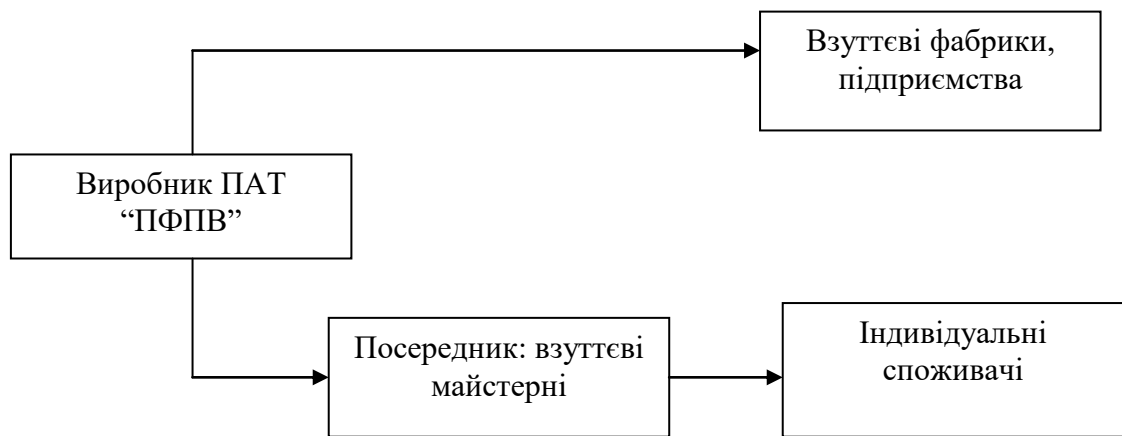 Взуттєві фабрики,
підприємства
Виробник ПАТ
“ПФПВ”
Посередник: взуттєві
майстерні
Індивідуальні
споживачі